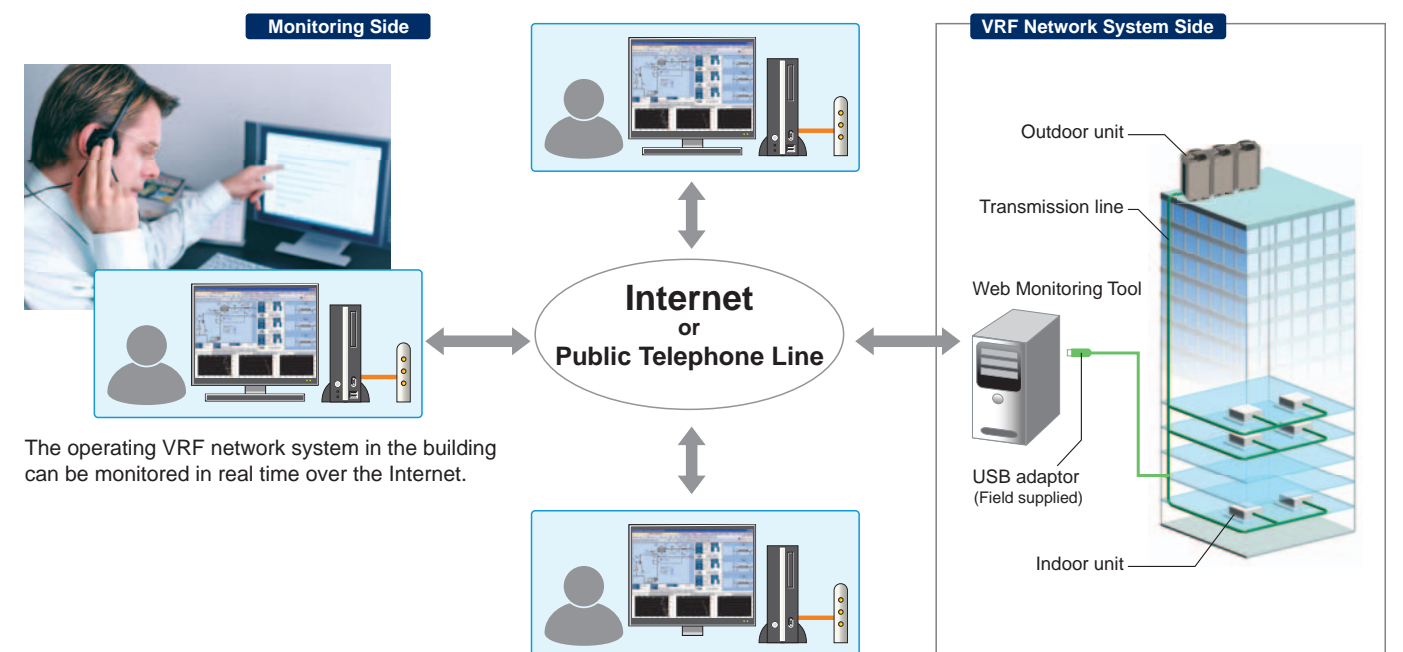 Monitoring Side
VRF Network System Side
Outdoor unit
Transmission line
Web Monitoring Tool
Internet
or
Public Telephone Line
The operating VRF network system in the building
can be monitored in real time over the Internet.
USB adaptor
(Field supplied)
Indoor unit